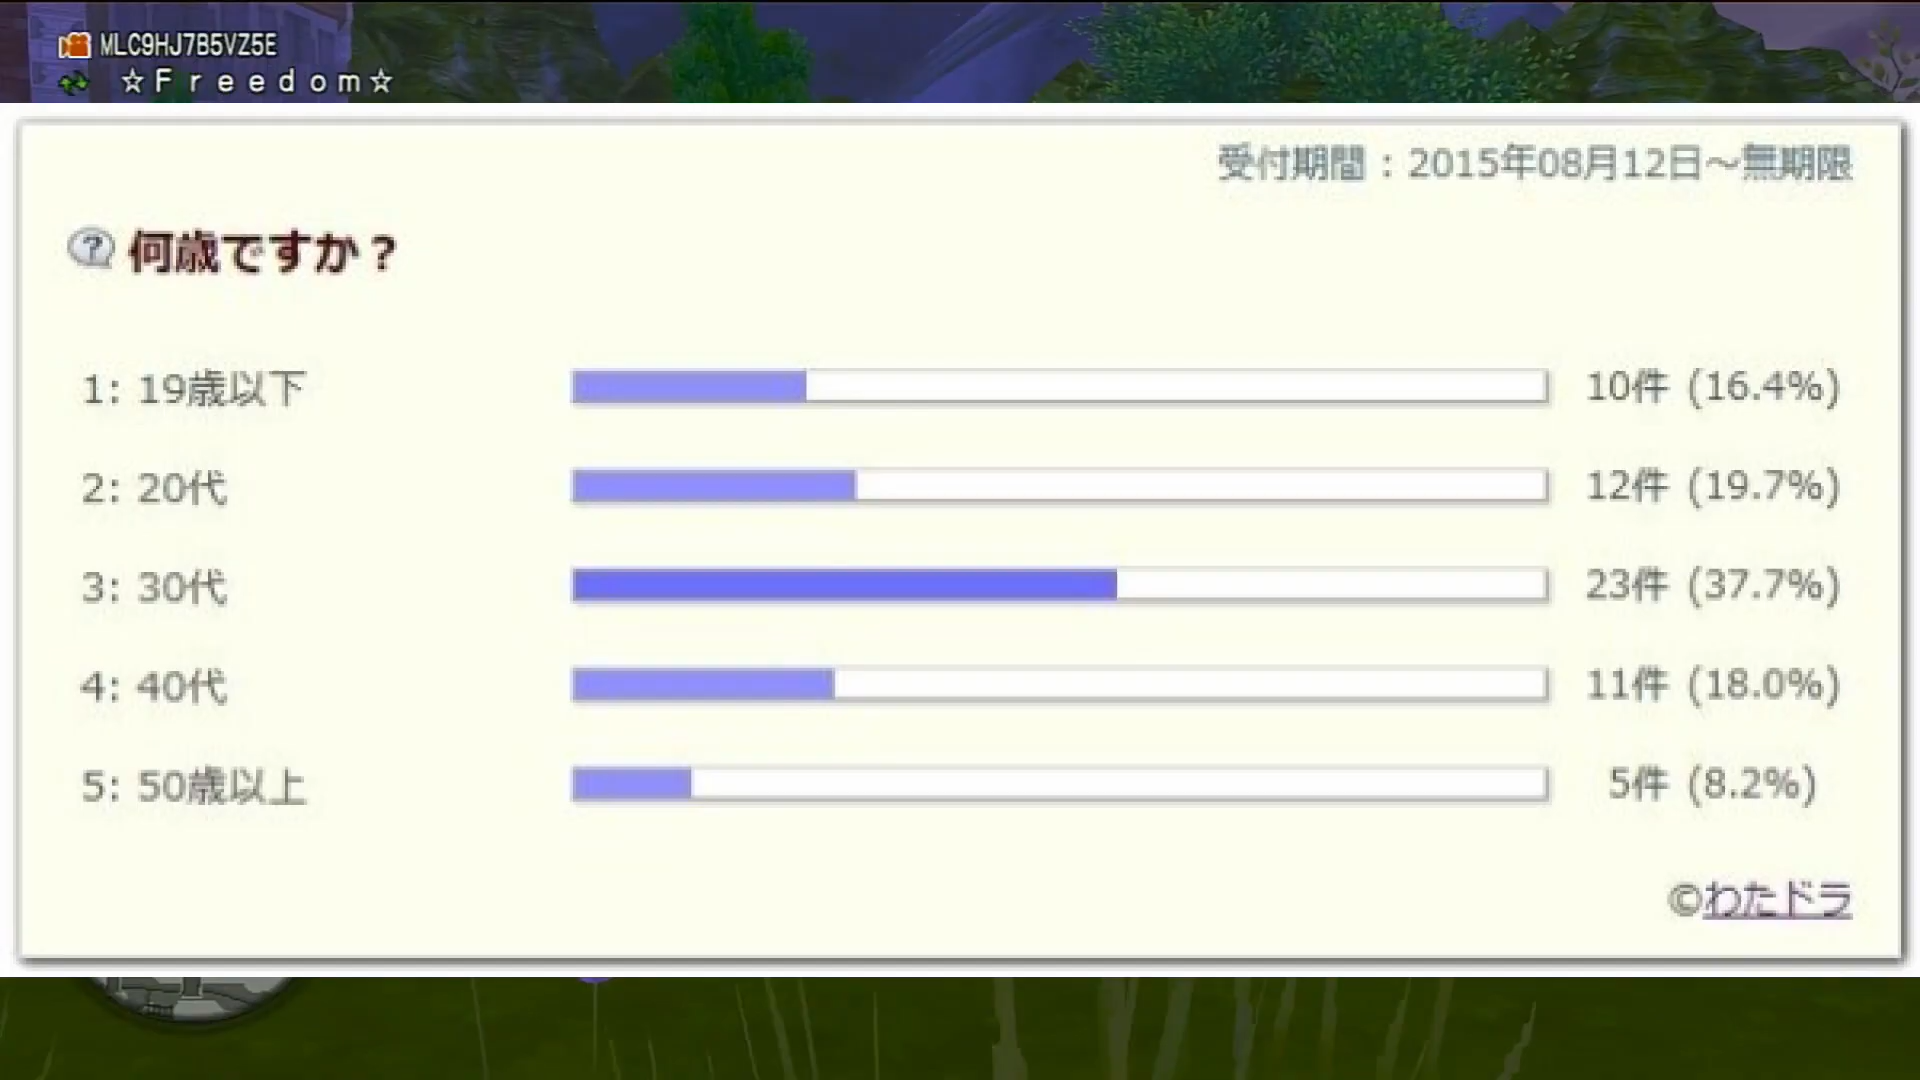 MLC9HJ7B5VZ5E
☆Freedom☆
受付期間：2015年08月12日～無期限
何歳ですか？
1: 19歳以下 10件 (16.4%)
2: 20代 12件 (19.7%)
3: 30代 23件 (37.7%)
4: 40代 11件 (18.0%)
5: 50歳以上 5件 (8.2%)
©わたドラ